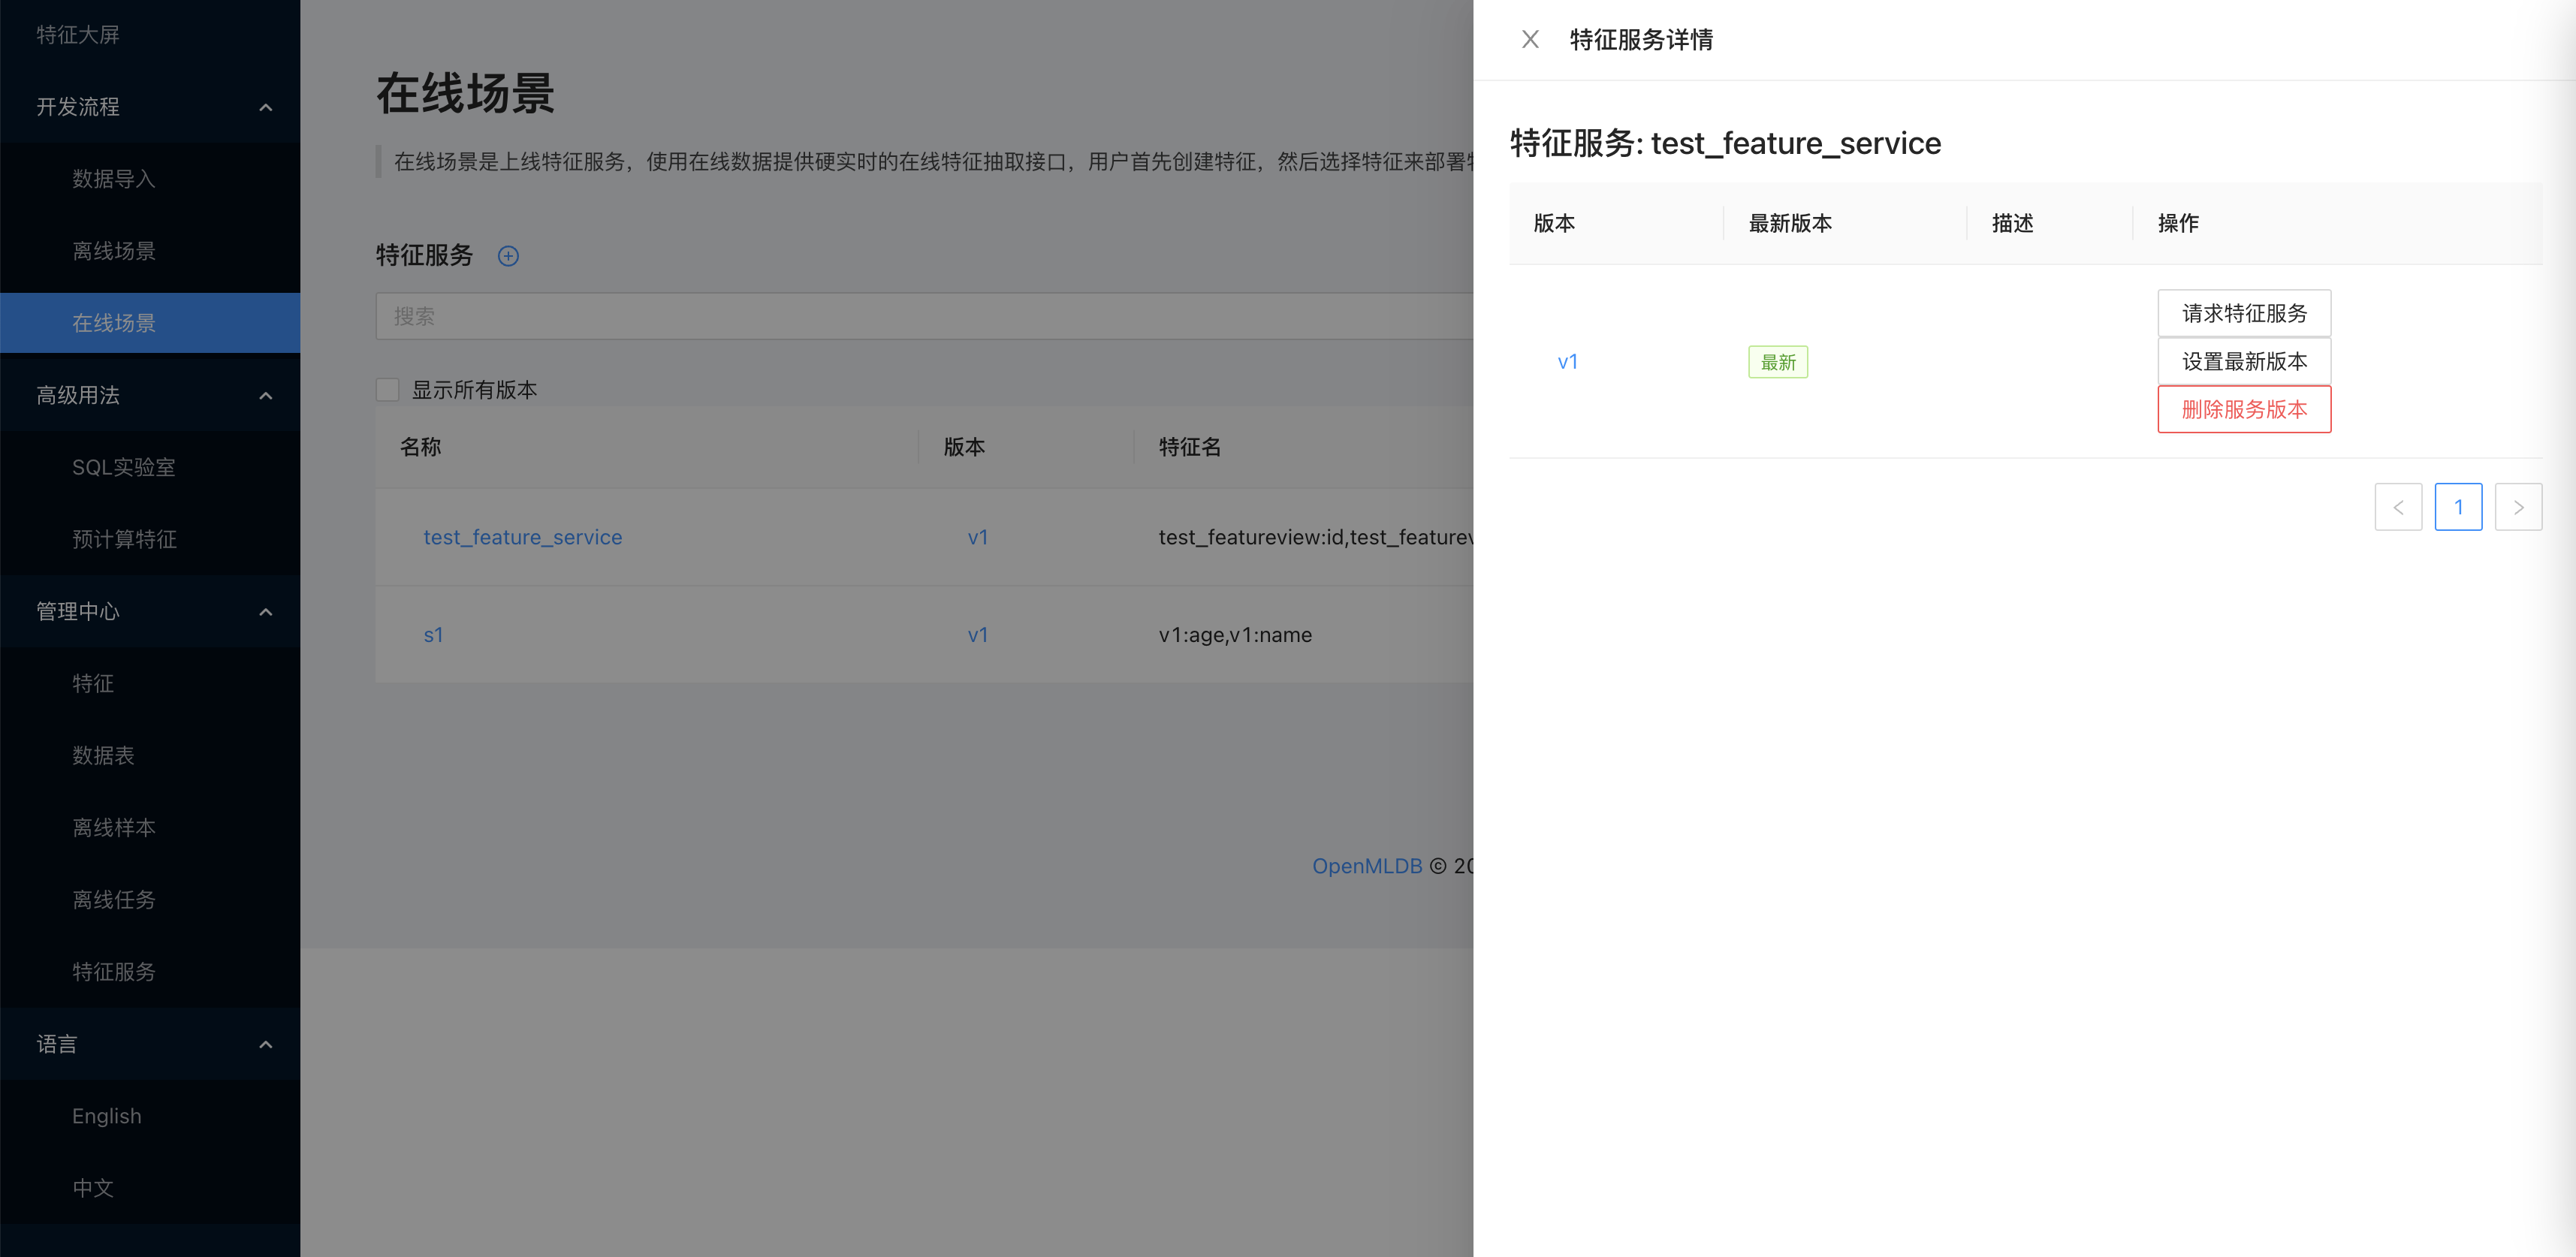 特征大屏
开发流程
数据导入
离线场景
在线场景
高级用法
SQL实验室
预计算特征
管理中心
特征
数据表
离线样本
离线任务
特征服务
语言
English
中文
在线场景
在线场景是上线特征服务，使用在线数据提供硬实时的在线特征抽取接口，用户首先创建特征，然后选择特征来部署
特征服务
搜索
显示所有版本
名称 版本 特征名
test_feature_service v1 test_featureview:id,test_featurev
s1 v1 v1:age,v1:name
OpenMLDB © 20
特征服务详情
特征服务: test_feature_service
版本 最新版本 描述 操作
v1 最新
请求特征服务
设置最新版本
删除服务版本
1